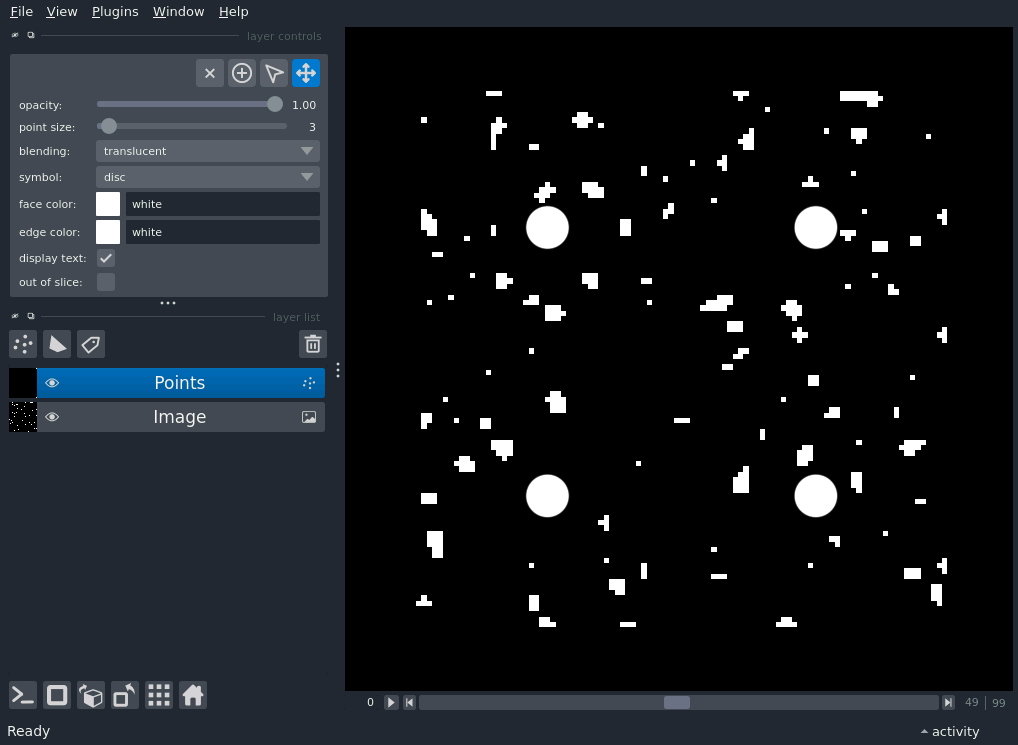 File View Plugins Window Help
layer controls
opacity: 1.00
point size: 3
blending: translucent
symbol: disc
face color: white
edge color: white
display text:
out of slice:
layer list
Points
Image
0 49 99
Ready activity